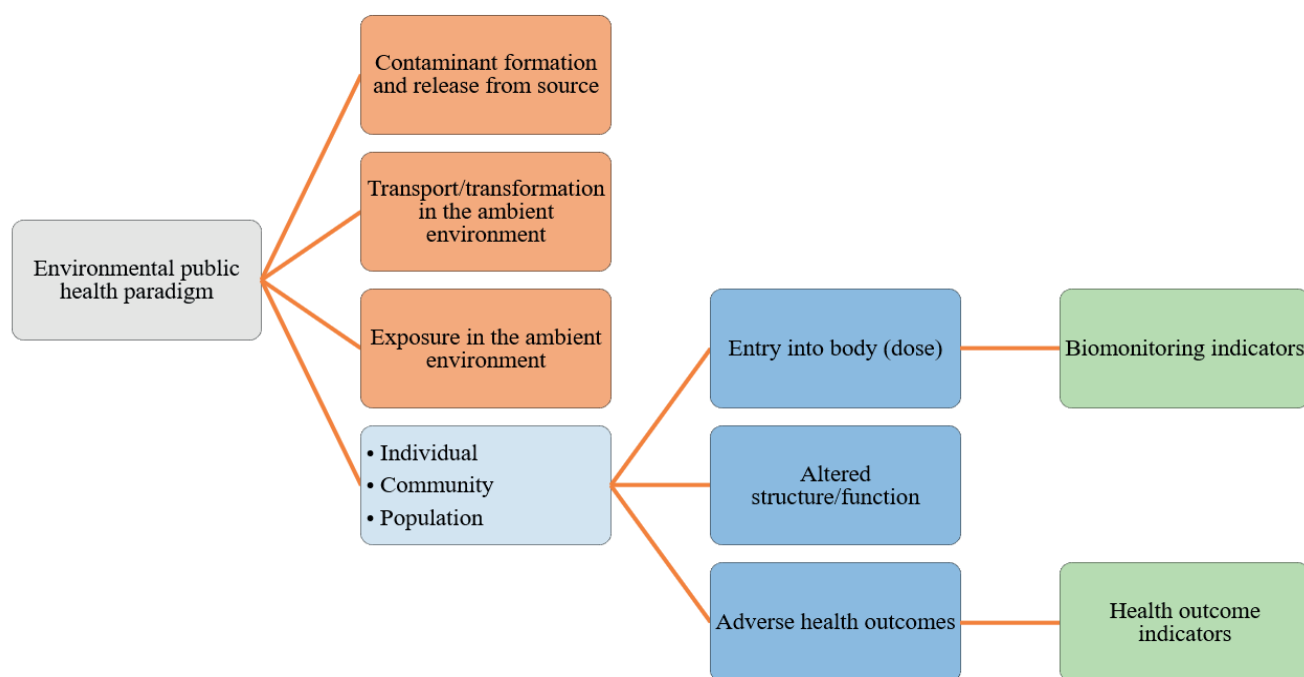 Contaminant formation
and release from source
Transport/transformation
in the ambient
environment
Environmental public
health paradigm
Exposure in the ambient
environment
Entry into body (dose)
Biomonitoring indicators
• Individual
• Community
• Population
Altered
structure/function
Adverse health outcomes
Health outcome
indicators